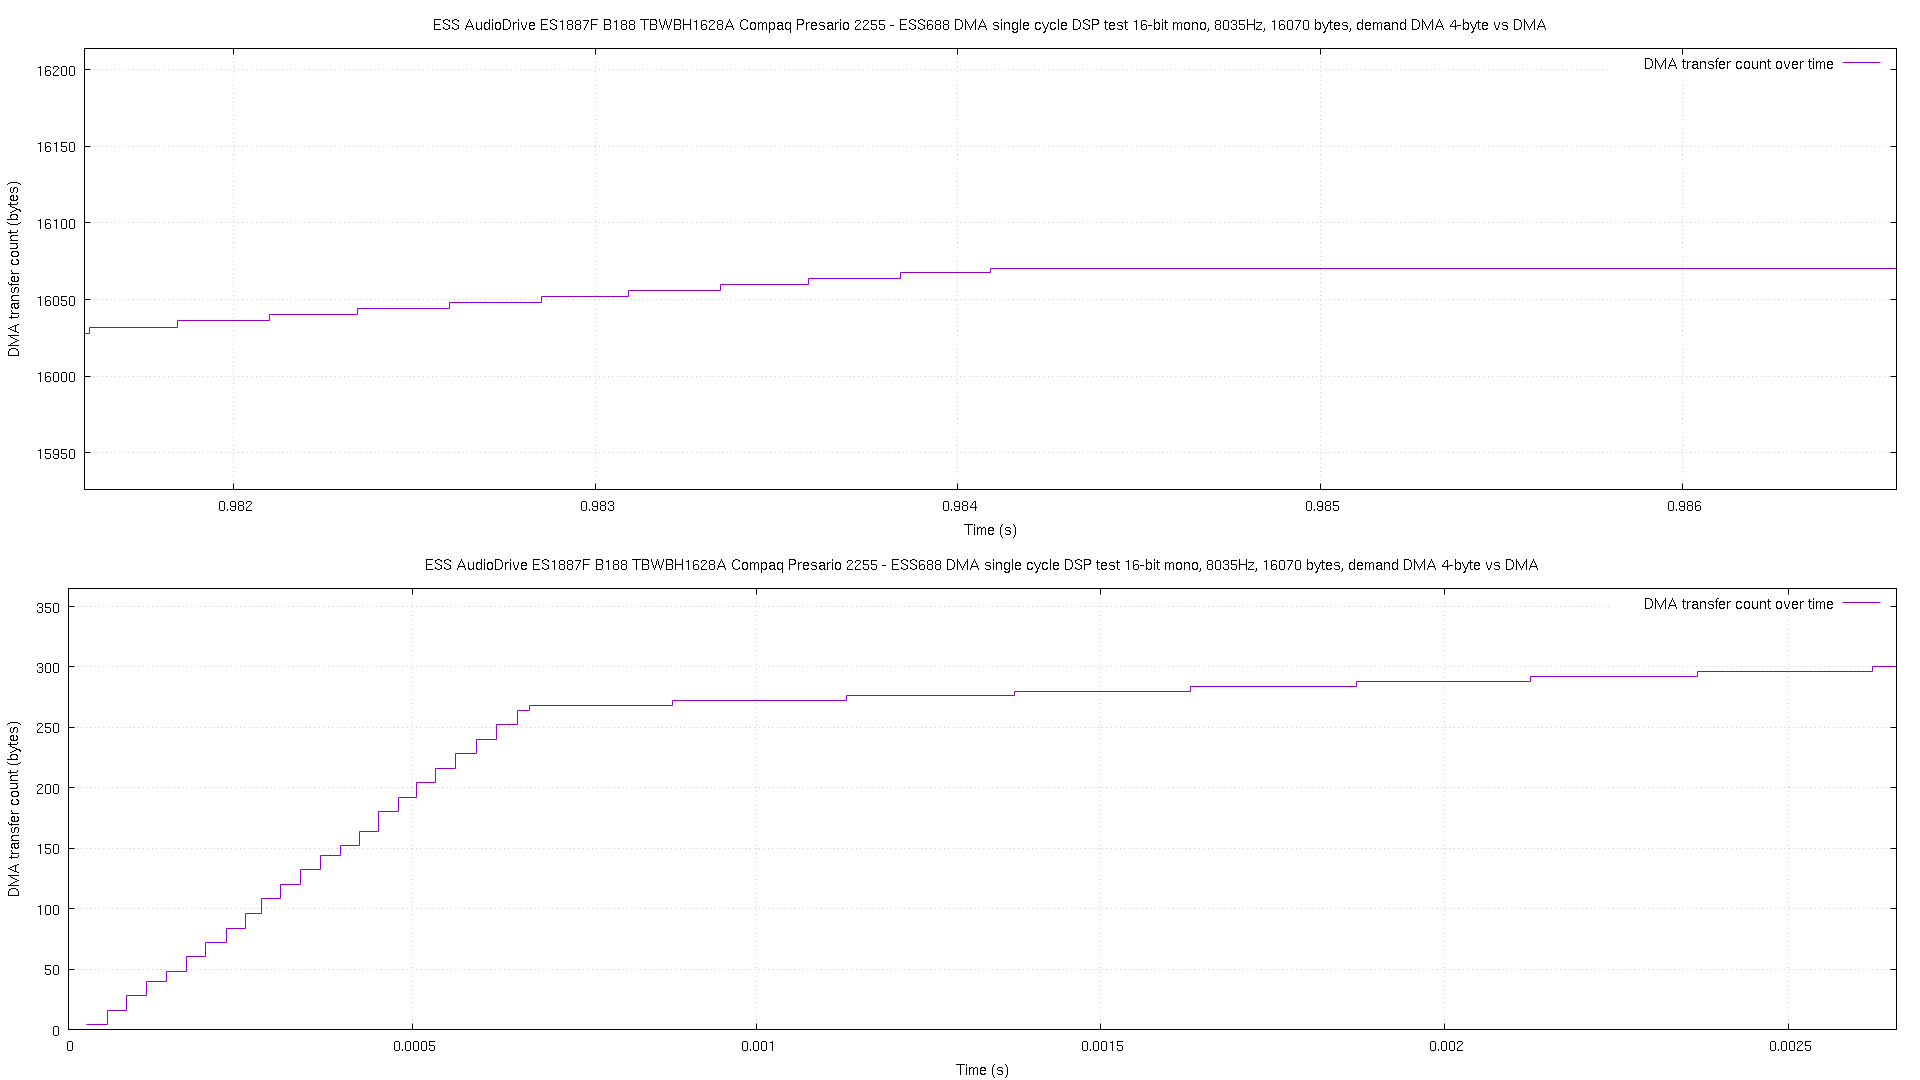 ESS AudioDrive ES1887F B188 TBWBH1628A Compaq Presario 2255 - ESS688 DMA single cycle DSP test 16-bit mono, 8035Hz, 16070 bytes, demand DMA 4-byte vs DMA
DMA transfer count over time
16200
16150
16100
16050
16000
15950
DMA transfer count (bytes)
0.982 0.983 0.984 0.985 0.986
Time (s)
ESS AudioDrive ES1887F B188 TBWBH1628A Compaq Presario 2255 - ESS688 DMA single cycle DSP test 16-bit mono, 8035Hz, 16070 bytes, demand DMA 4-byte vs DMA
DMA transfer count over time
350
300
250
200
150
100
50
0
DMA transfer count (bytes)
0 0.0005 0.001 0.0015 0.002 0.0025
Time (s)